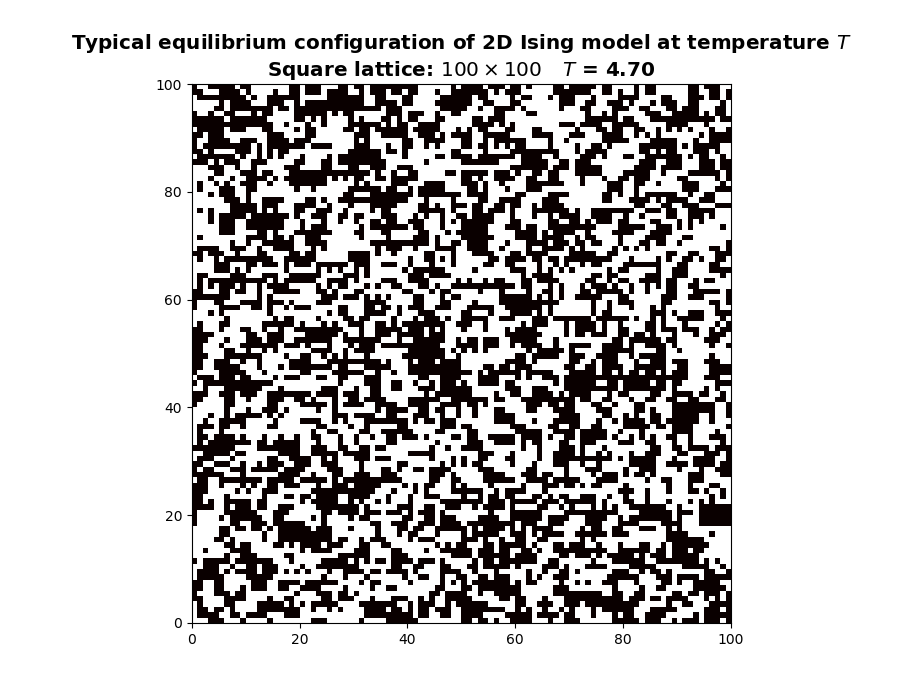 Typical equilibrium configuration of 2D Ising model at temperature T
Square lattice: 100 × 100 T = 4.70
100
80
60
40
20
0
0 20 40 60 80 100